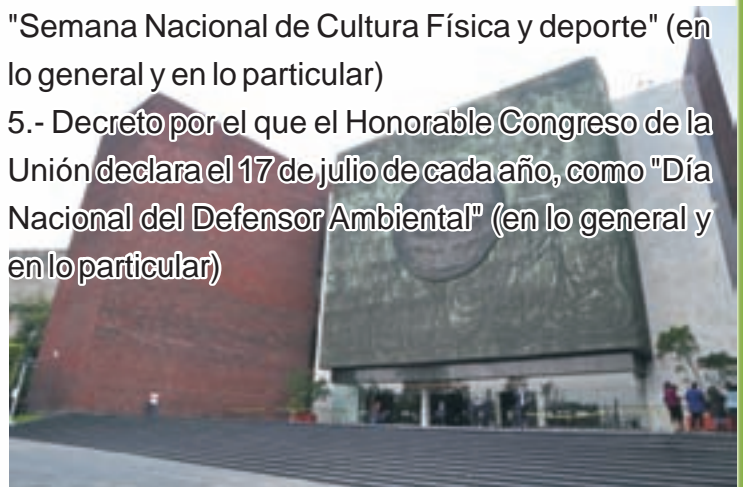 "Semana Nacional de Cultura Física y deporte" (en
lo general y en lo particular)
5.- Decreto por el que el Honorable Congreso de la
Unión declara el 17 de julio de cada año, como "Día
Nacional del Defensor Ambiental" (en lo general y
en lo particular)